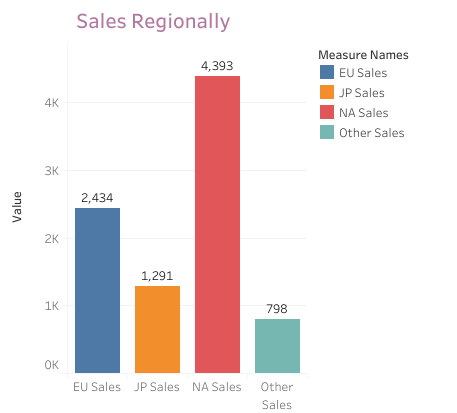 Sales Regionally
Measure Names
EU Sales
JP Sales
NA Sales
Other Sales
Value
4K
3K
2K
1K
0K
2,434
1,291
4,393
798
EU Sales
JP Sales
NA Sales
Other
Sales